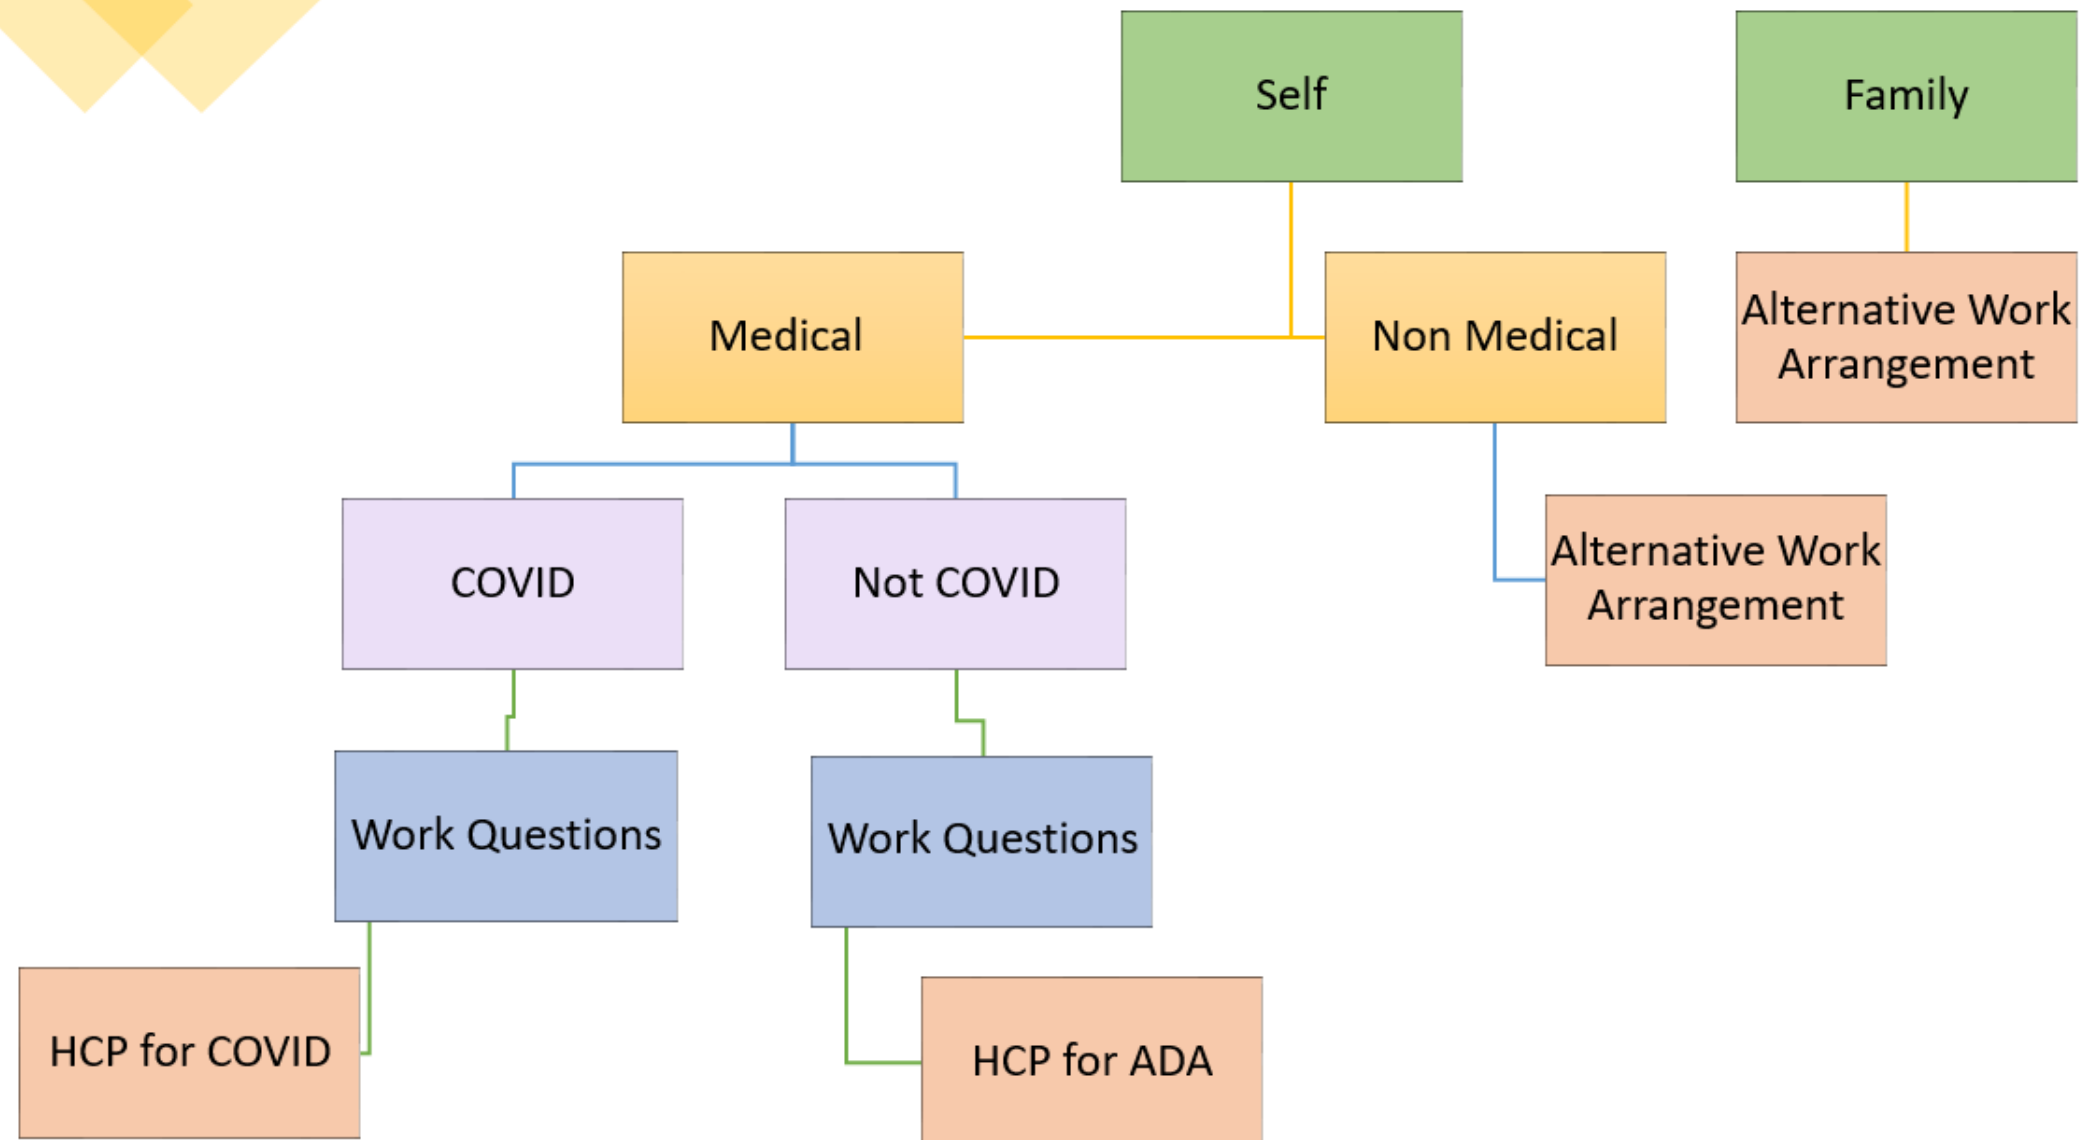 Self
Family
Medical
Non Medical
Alternative Work
Arrangement
COVID
Not COVID
Alternative Work
Arrangement
Work Questions
Work Questions
HCP for COVID
HCP for ADA